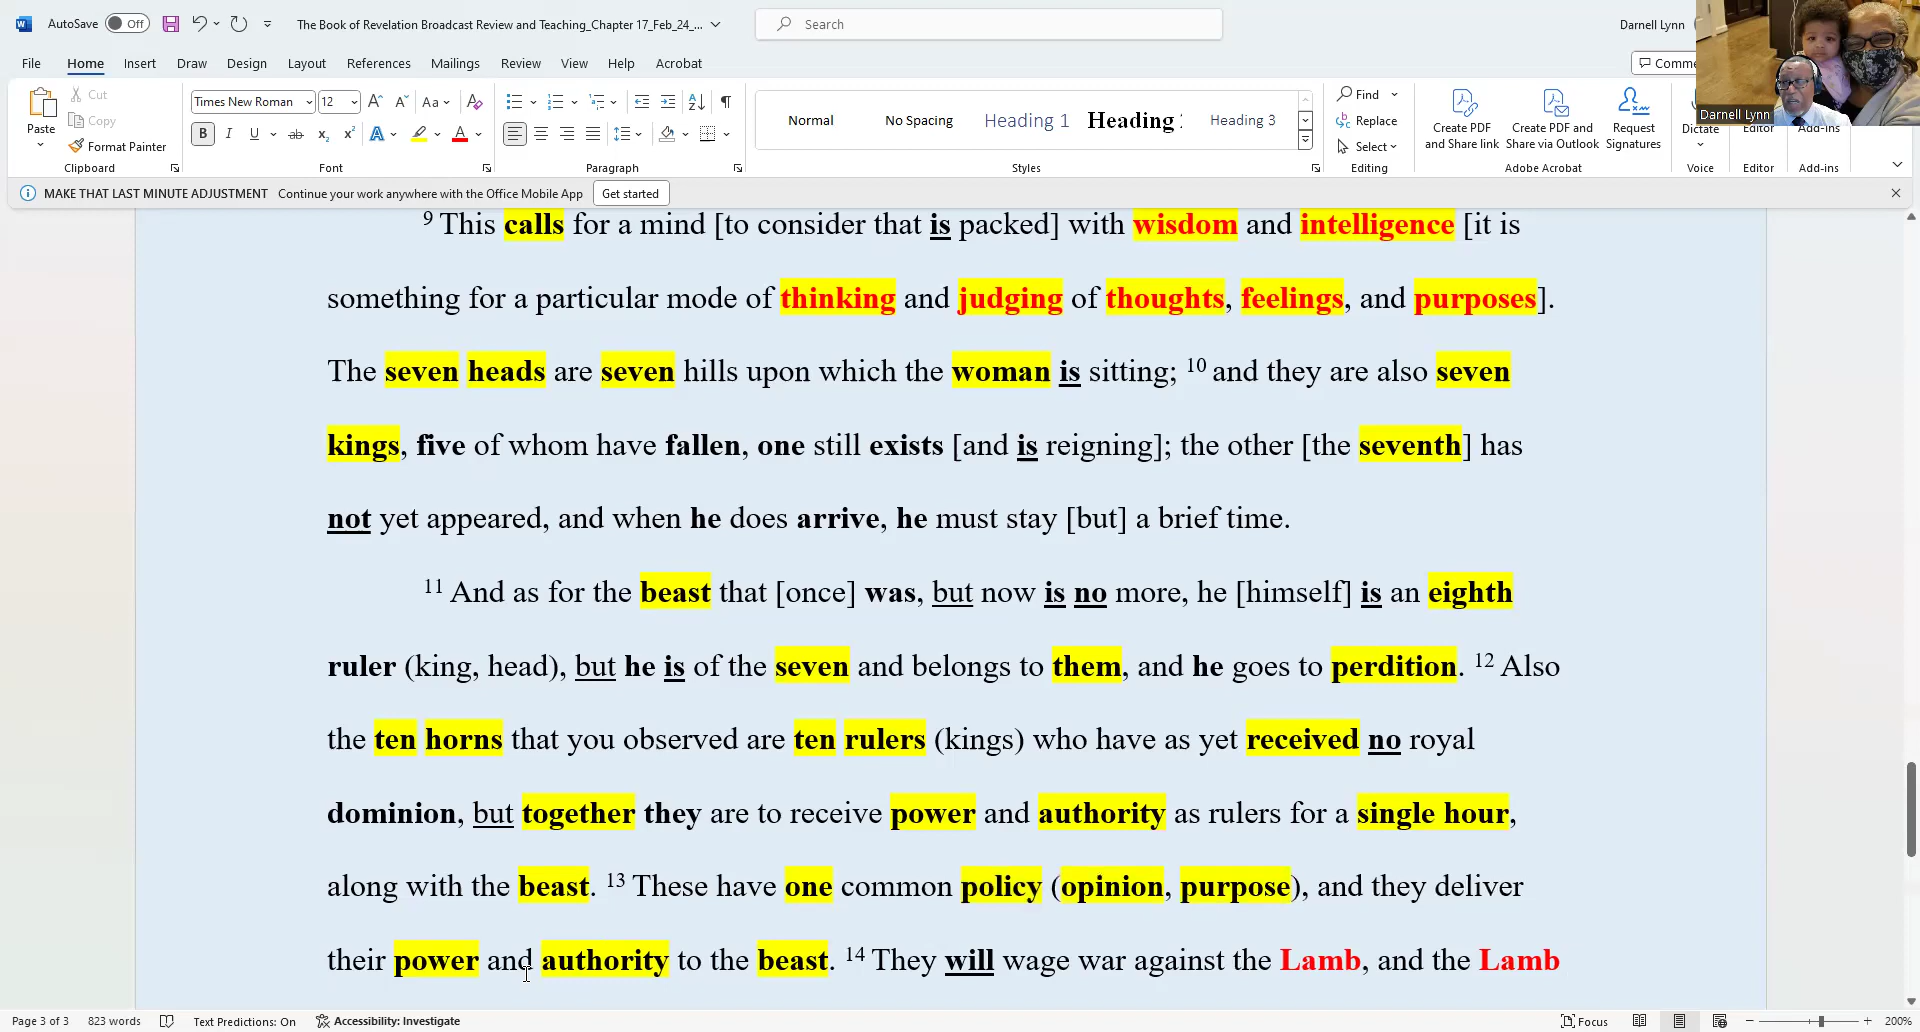 AutoSave Off The Book of Revelation Broadcast Review and Teaching_Chapter 17_Feb_24_... Search Darnell Lynn
File Home Insert Draw Design Layout References Mailings Review View Help Acrobat Comme
Paste Cut Copy Format Painter
Times New Roman 12 Aa
Normal No Spacing Heading 1 Heading 2 Heading 3
Find Replace Select
Create PDF and Share link Create PDF and Share via Outlook Request Signatures Dictate Editor Add-ins
Darnell Lynn
Clipboard Font Paragraph Styles Editing Adobe Acrobat Voice Editor Add-ins
MAKE THAT LAST MINUTE ADJUSTMENT Continue your work anywhere with the Office Mobile App Get started
9 This calls for a mind [to consider that is packed] with wisdom and intelligence [it is
something for a particular mode of thinking and judging of thoughts, feelings, and purposes].
The seven heads are seven hills upon which the woman is sitting; 10 and they are also seven
kings, five of whom have fallen, one still exists [and is reigning]; the other [the seventh] has
not yet appeared, and when he does arrive, he must stay [but] a brief time.
11 And as for the beast that [once] was, but now is no more, he [himself] is an eighth
ruler (king, head), but he is of the seven and belongs to them, and he goes to perdition. 12 Also
the ten horns that you observed are ten rulers (kings) who have as yet received no royal
dominion, but together they are to receive power and authority as rulers for a single hour,
along with the beast. 13 These have one common policy (opinion, purpose), and they deliver
their power and authority to the beast. 14 They will wage war against the Lamb, and the Lamb
Page 3 of 3 823 words Text Predictions: On Accessibility: Investigate Focus 200%